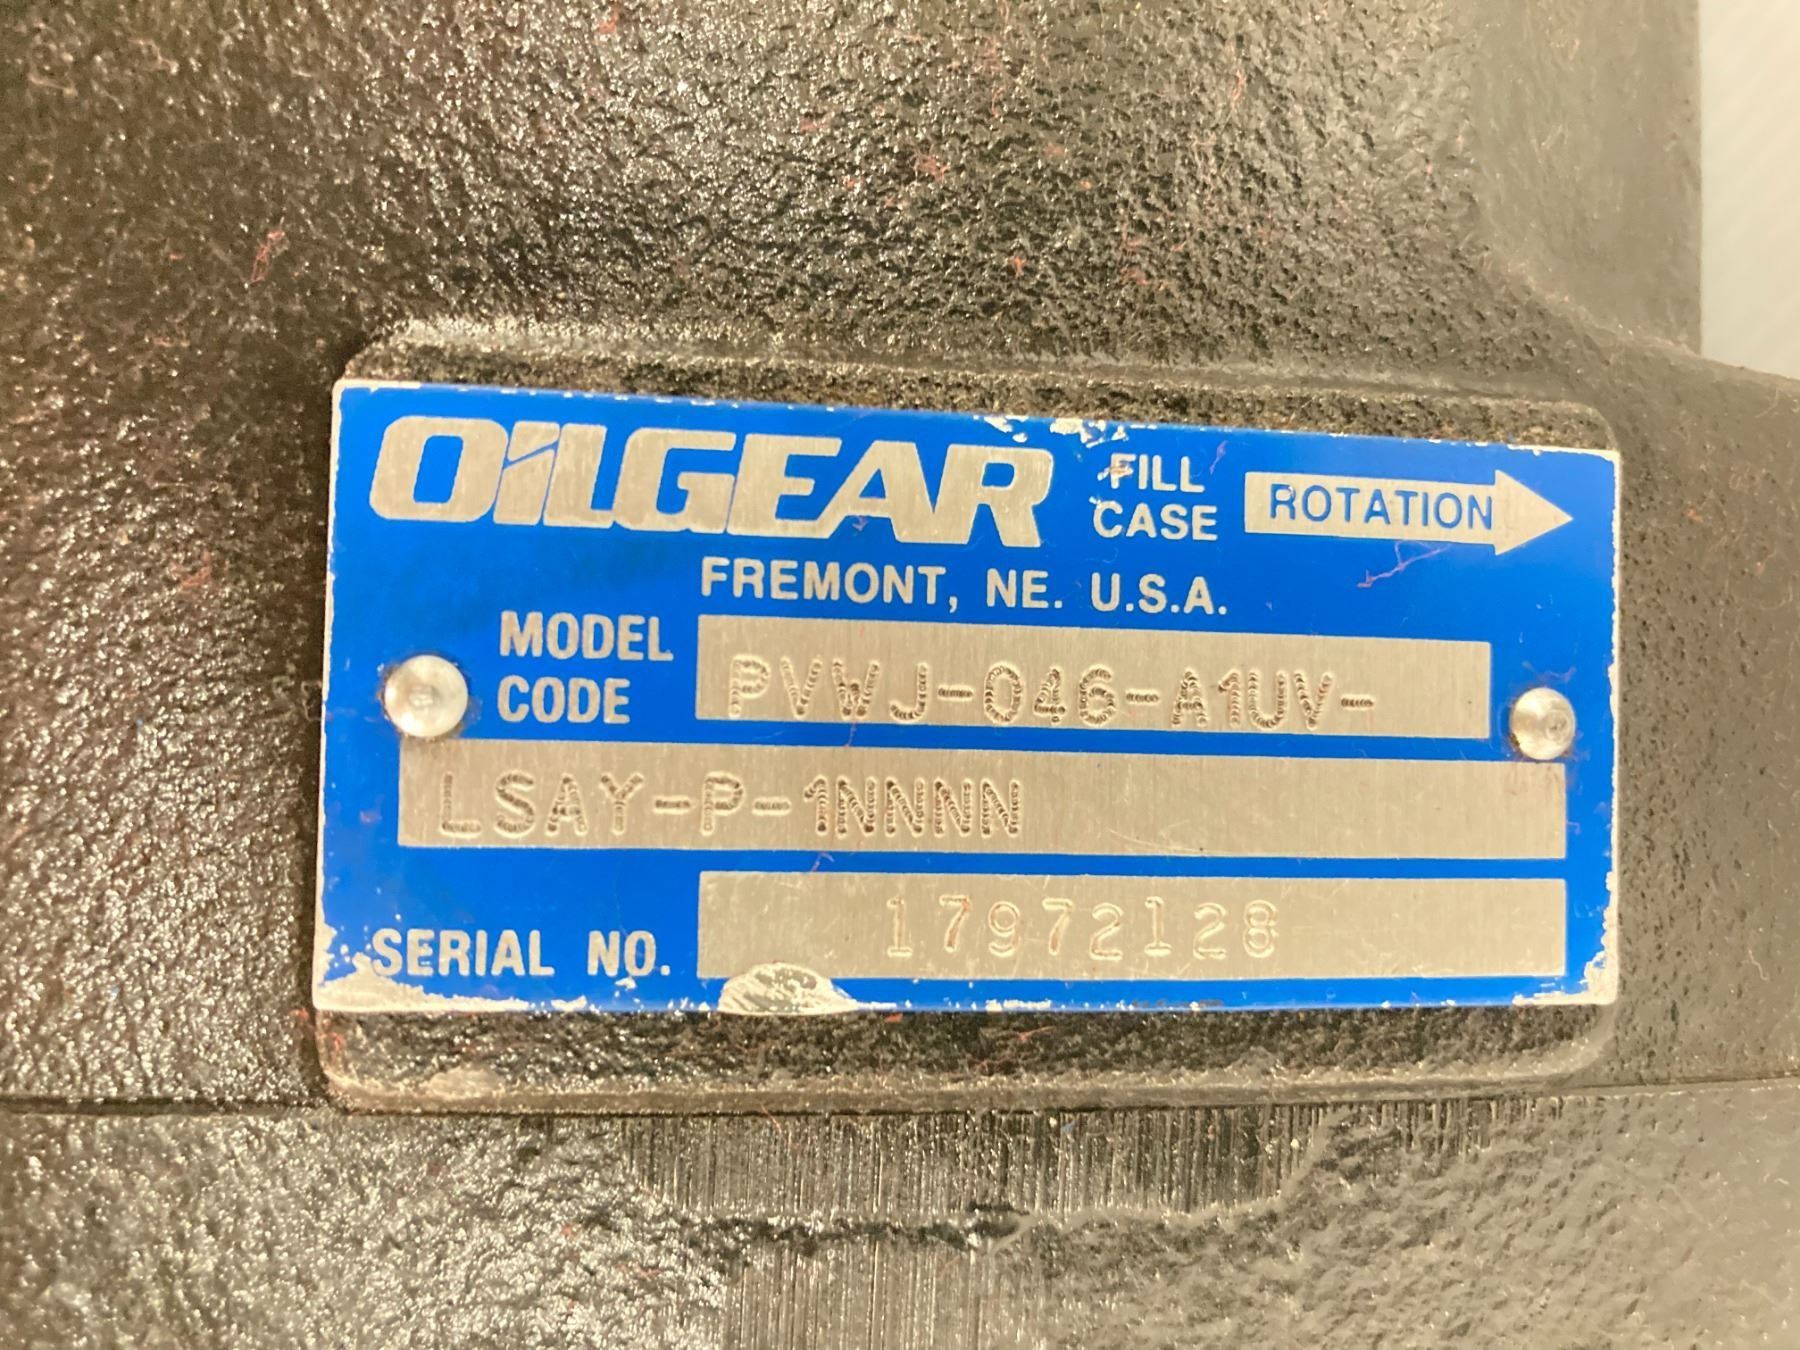 OILGEAR FILL CASE ROTATION
FREMONT, NE. U.S.A.
MODEL CODE PVWJ-046-A1UV-
LSAY-P-1NNNN
SERIAL NO. 17972128